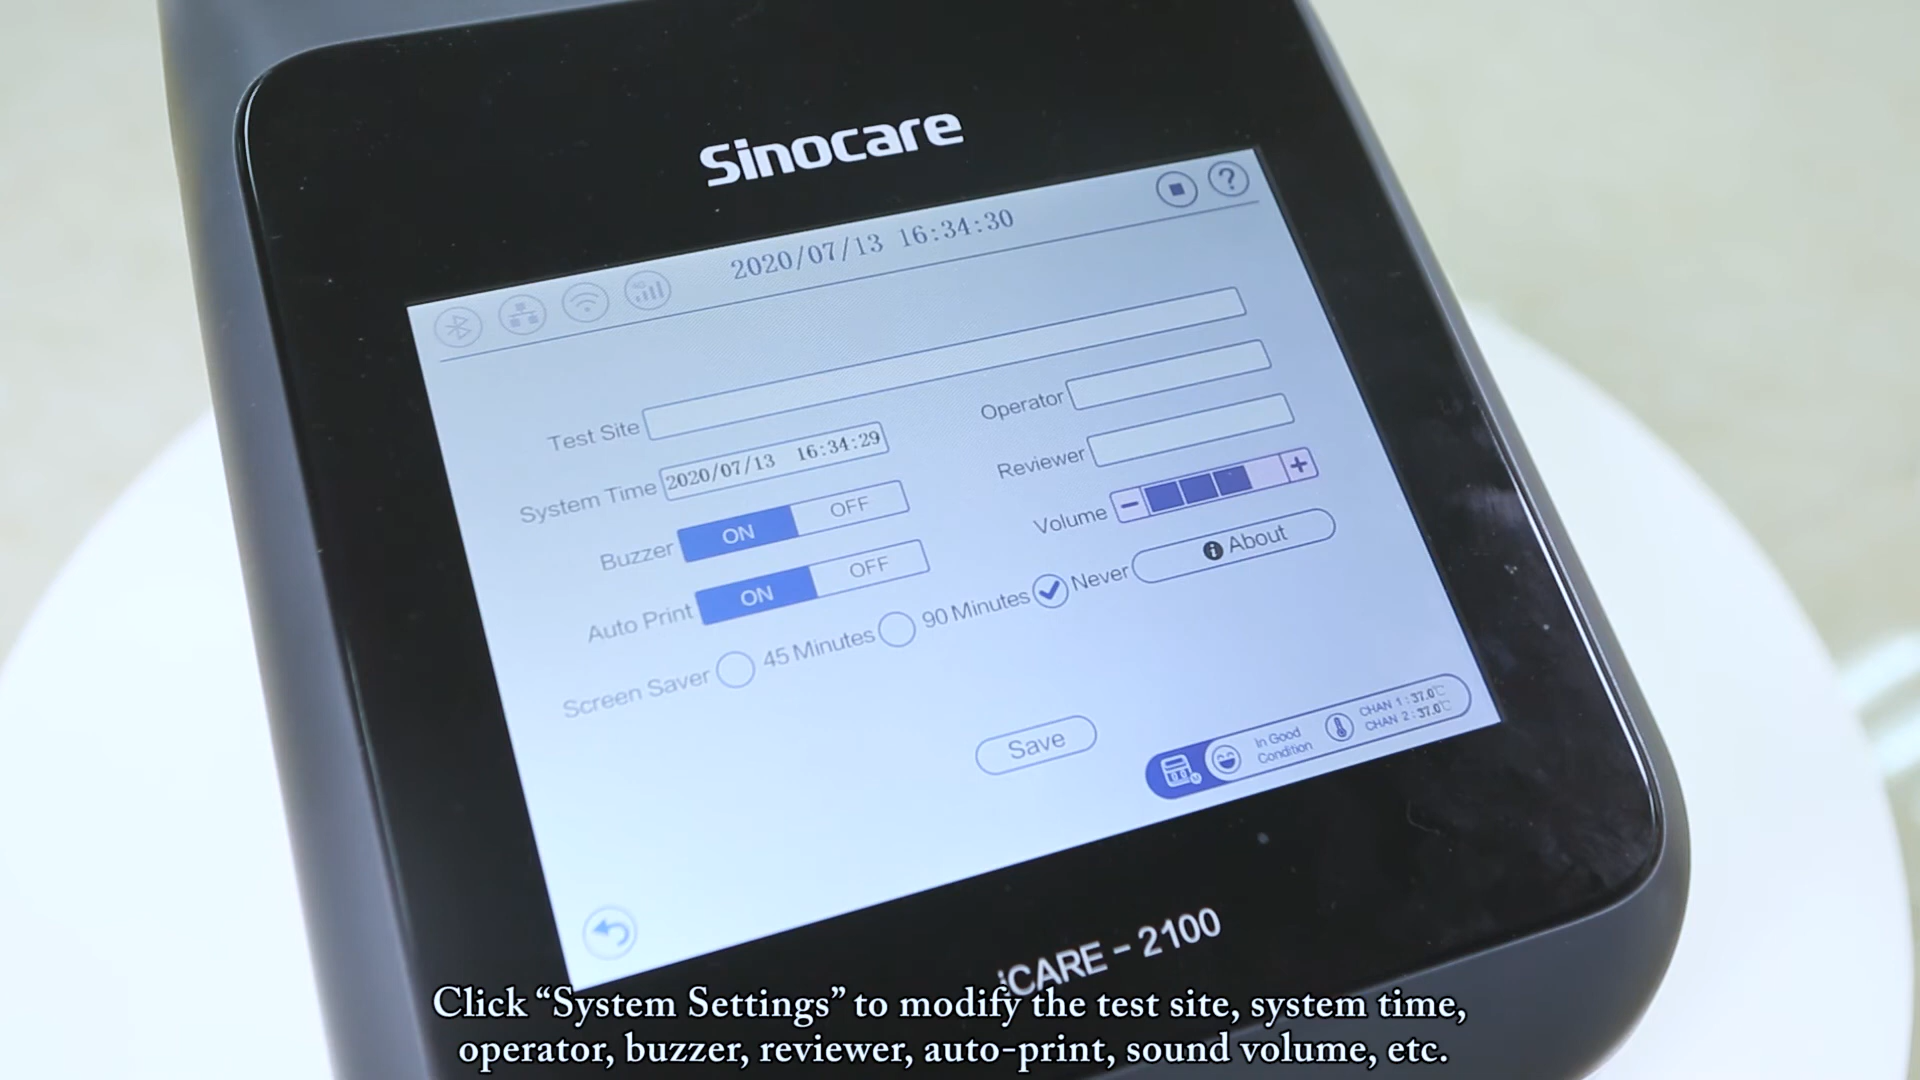 Sinocare
2020/07/13 16:34:30
4G
Test Site
Operator
System Time 2020/07/13 16:34:29
Reviewer
Buzzer ON OFF
Volume − +
Auto Print ON OFF
About
Screen Saver 45 Minutes 90 Minutes Never
Save
In Good
Condition
CHAN 1 : 37.0℃
CHAN 2 : 37.0℃
iCARE - 2100
Click “System Settings” to modify the test site, system time,
operator, buzzer, reviewer, auto-print, sound volume, etc.